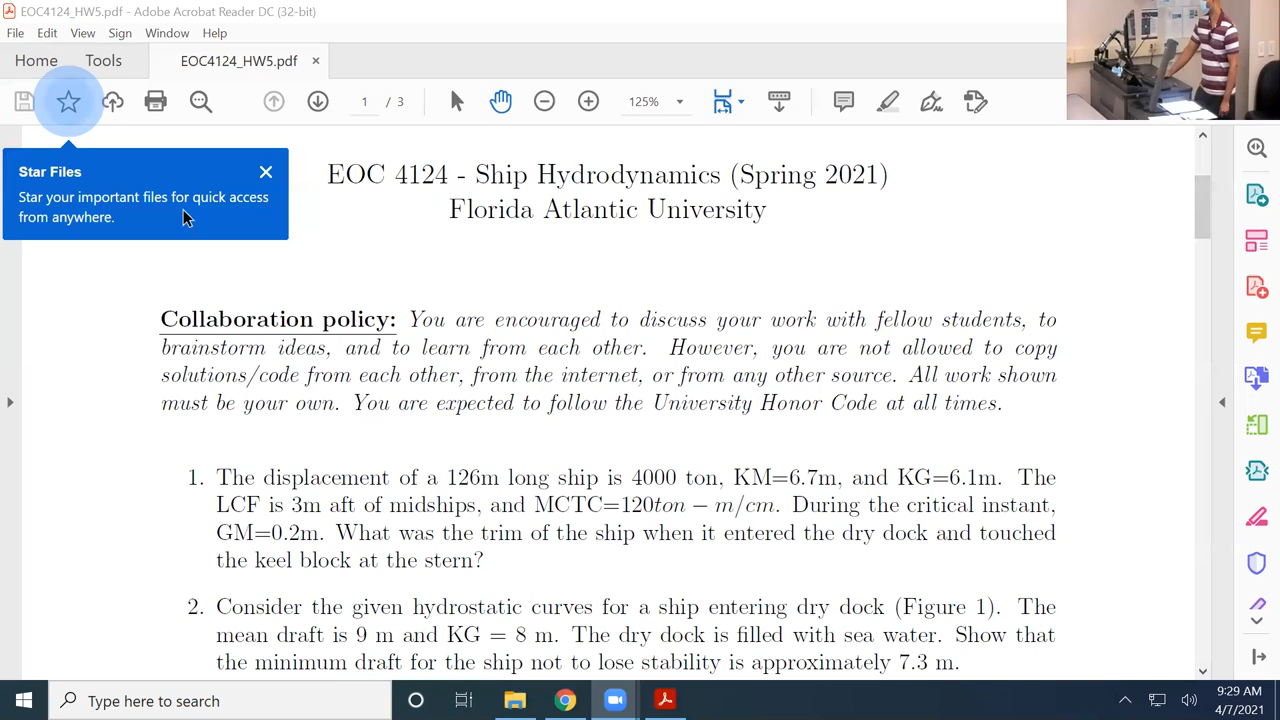 EOC4124_HW5.pdf - Adobe Acrobat Reader DC (32-bit)
File Edit View Sign Window Help
Home Tools EOC4124_HW5.pdf ×
1 / 3 125%
Star Files
Star your important files for quick access
from anywhere.
EOC 4124 - Ship Hydrodynamics (Spring 2021)
Florida Atlantic University
Collaboration policy: You are encouraged to discuss your work with fellow students, to
brainstorm ideas, and to learn from each other. However, you are not allowed to copy
solutions/code from each other, from the internet, or from any other source. All work shown
must be your own. You are expected to follow the University Honor Code at all times.
1. The displacement of a 126m long ship is 4000 ton, KM=6.7m, and KG=6.1m. The
LCF is 3m aft of midships, and MCTC=120ton − m/cm. During the critical instant,
GM=0.2m. What was the trim of the ship when it entered the dry dock and touched
the keel block at the stern?
2. Consider the given hydrostatic curves for a ship entering dry dock (Figure 1). The
mean draft is 9 m and KG = 8 m. The dry dock is filled with sea water. Show that
the minimum draft for the ship not to lose stability is approximately 7.3 m.
Type here to search
9:29 AM
4/7/2021